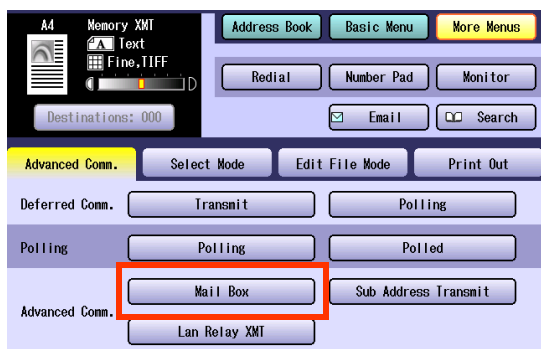 A4 Memory XMT
A Text
Fine,TIFF
D
Destinations: 000
Address Book Basic Menu More Menus
Redial Number Pad Monitor
Email Search
Advanced Comm. Select Mode Edit File Mode Print Out
Deferred Comm. Transmit Polling
Polling Polling Polled
Mail Box Sub Address Transmit
Advanced Comm.
Lan Relay XMT